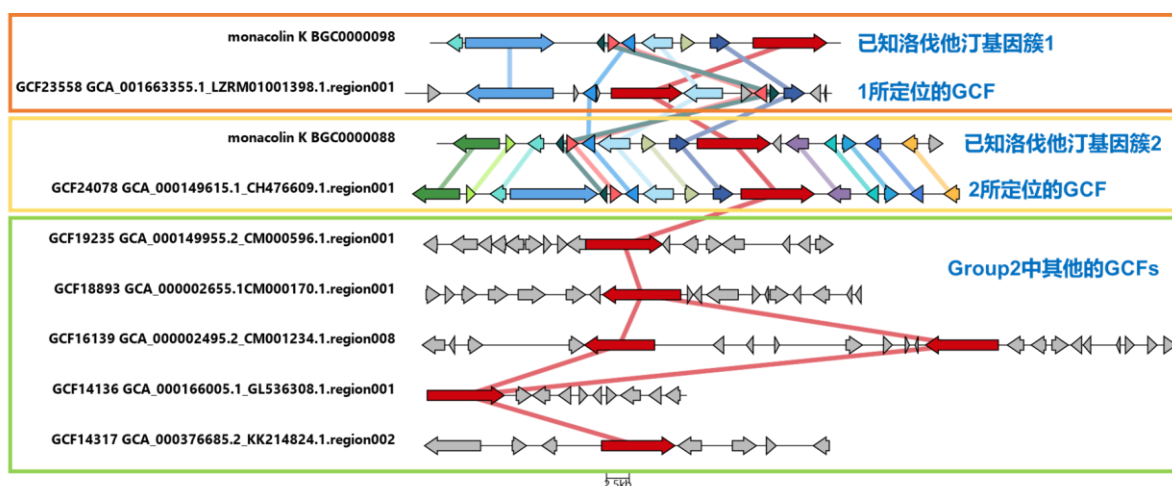 monacolin K BGC0000098
已知洛伐他汀基因簇1
GCF23558 GCA_001663355.1_LZRM01001398.1.region001
1所定位的GCF
monacolin K BGC0000088
已知洛伐他汀基因簇2
GCF24078 GCA_000149615.1_CH476609.1.region001
2所定位的GCF
GCF19235 GCA_000149955.2_CM000596.1.region001
Group2中其他的GCFs
GCF18893 GCA_000002655.1CM000170.1.region001
GCF16139 GCA_000002495.2_CM001234.1.region008
GCF14136 GCA_000166005.1_GL536308.1.region001
GCF14317 GCA_000376685.2_KK214824.1.region002
2.5kb